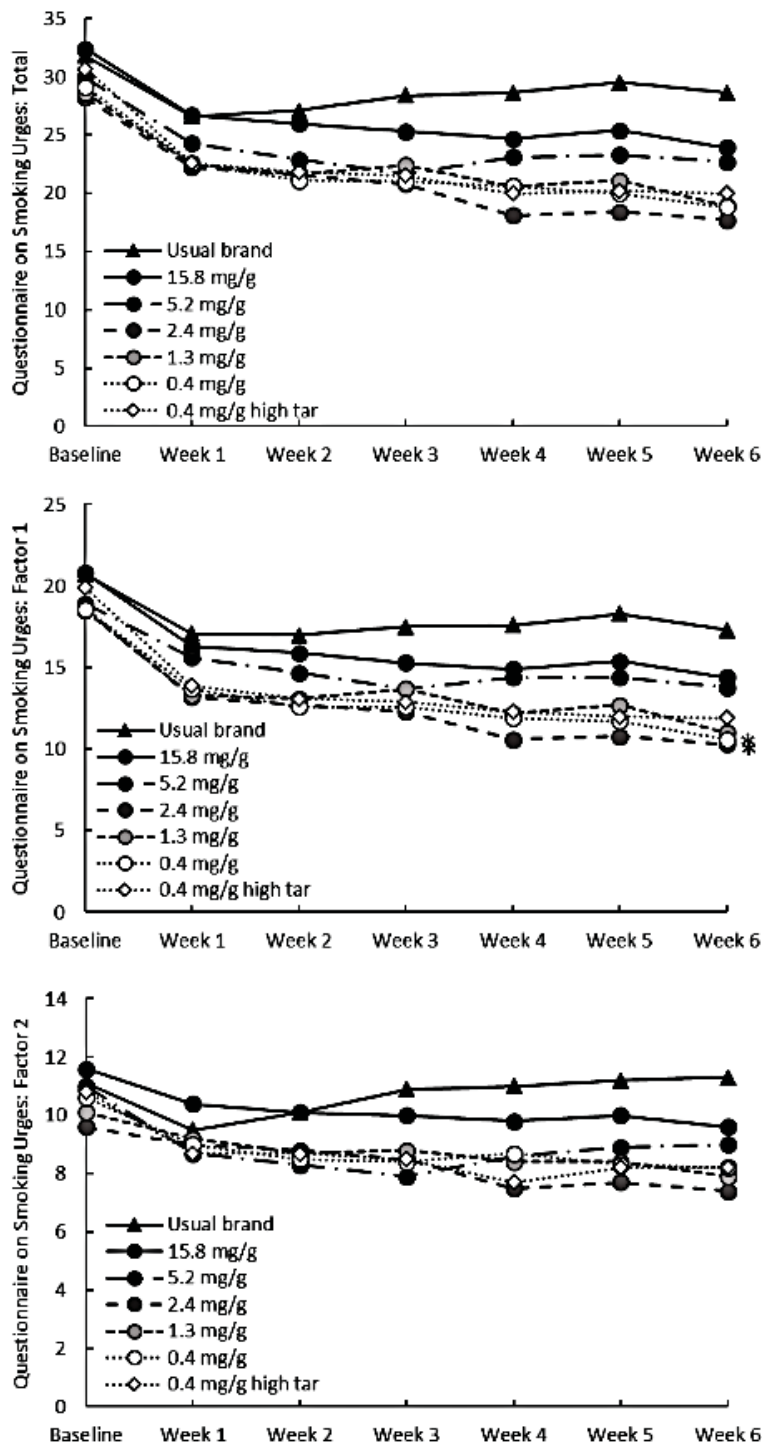 Questionnaire on Smoking Urges: Total
35
30
25
20
15
10
5
0
Usual brand
15.8 mg/g
5.2 mg/g
2.4 mg/g
1.3 mg/g
0.4 mg/g
0.4 mg/g high tar
Baseline Week 1 Week 2 Week 3 Week 4 Week 5 Week 6
Questionnaire on Smoking Urges: Factor 1
25
20
15
10
5
0
Usual brand
15.8 mg/g
5.2 mg/g
2.4 mg/g
1.3 mg/g
0.4 mg/g
0.4 mg/g high tar
* 
*
Baseline Week 1 Week 2 Week 3 Week 4 Week 5 Week 6
Questionnaire on Smoking Urges: Factor 2
14
12
10
8
6
4
2
0
Usual brand
15.8 mg/g
5.2 mg/g
2.4 mg/g
1.3 mg/g
0.4 mg/g
0.4 mg/g high tar
Baseline Week 1 Week 2 Week 3 Week 4 Week 5 Week 6